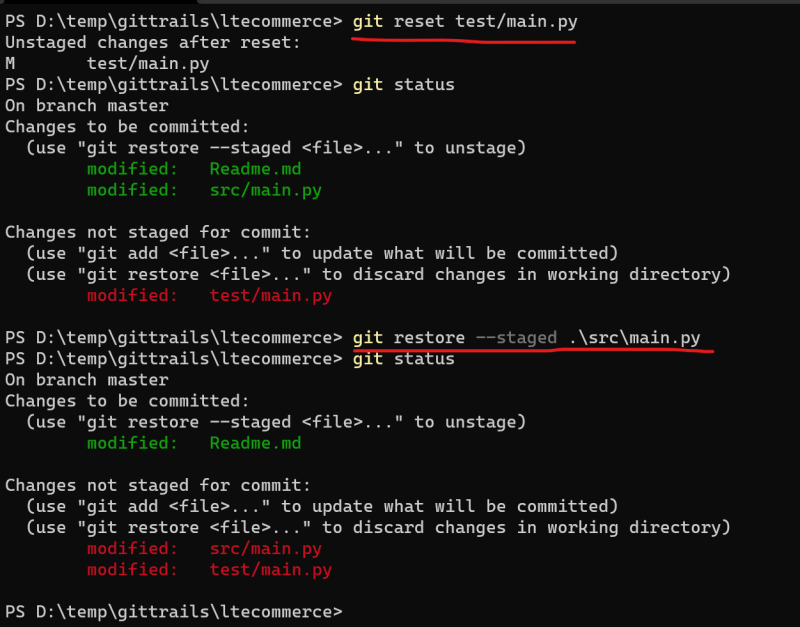 PS D:\temp\gittrails\ltecommerce> git reset test/main.py
Unstaged changes after reset:
M       test/main.py
PS D:\temp\gittrails\ltecommerce> git status
On branch master
Changes to be committed:
  (use "git restore --staged <file>..." to unstage)
        modified:   Readme.md
        modified:   src/main.py

Changes not staged for commit:
  (use "git add <file>..." to update what will be committed)
  (use "git restore <file>..." to discard changes in working directory)
        modified:   test/main.py

PS D:\temp\gittrails\ltecommerce> git restore --staged .\src\main.py
PS D:\temp\gittrails\ltecommerce> git status
On branch master
Changes to be committed:
  (use "git restore --staged <file>..." to unstage)
        modified:   Readme.md

Changes not staged for commit:
  (use "git add <file>..." to update what will be committed)
  (use "git restore <file>..." to discard changes in working directory)
        modified:   src/main.py
        modified:   test/main.py

PS D:\temp\gittrails\ltecommerce>